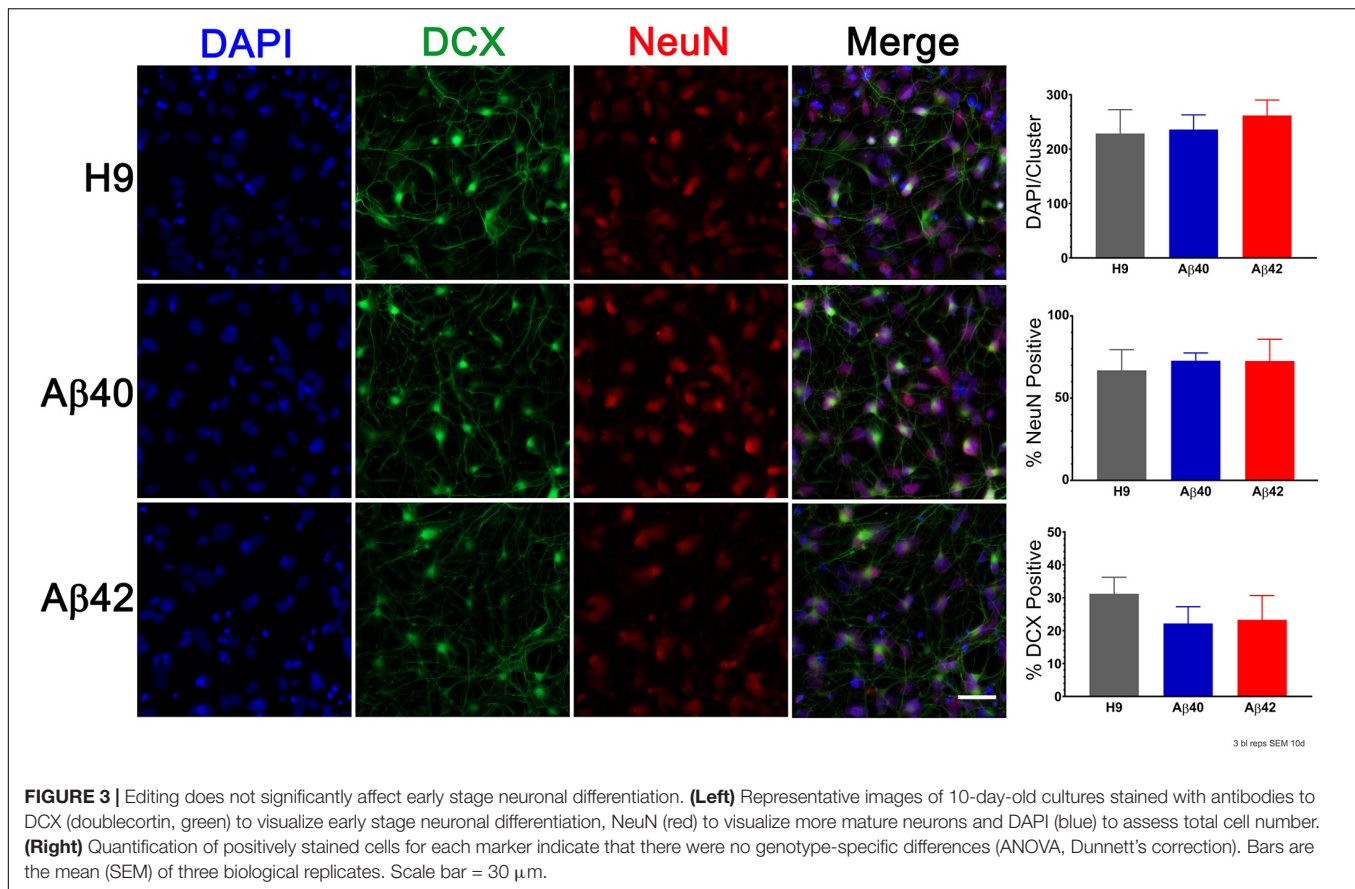 DAPI DCX NeuN Merge
H9
Aβ40
Aβ42
DAPI/Cluster
300
200
100
0
H9 Aβ40 Aβ42
% NeuN Positive
100
50
0
H9 Aβ40 Aβ42
% DCX Positive
50
40
30
20
10
0
H9 Aβ40 Aβ42
3 bl reps SEM 10d
FIGURE 3 | Editing does not significantly affect early stage neuronal differentiation. (Left) Representative images of 10-day-old cultures stained with antibodies to
DCX (doublecortin, green) to visualize early stage neuronal differentiation, NeuN (red) to visualize more mature neurons and DAPI (blue) to assess total cell number.
(Right) Quantification of positively stained cells for each marker indicate that there were no genotype-specific differences (ANOVA, Dunnett's correction). Bars are
the mean (SEM) of three biological replicates. Scale bar = 30 μm.